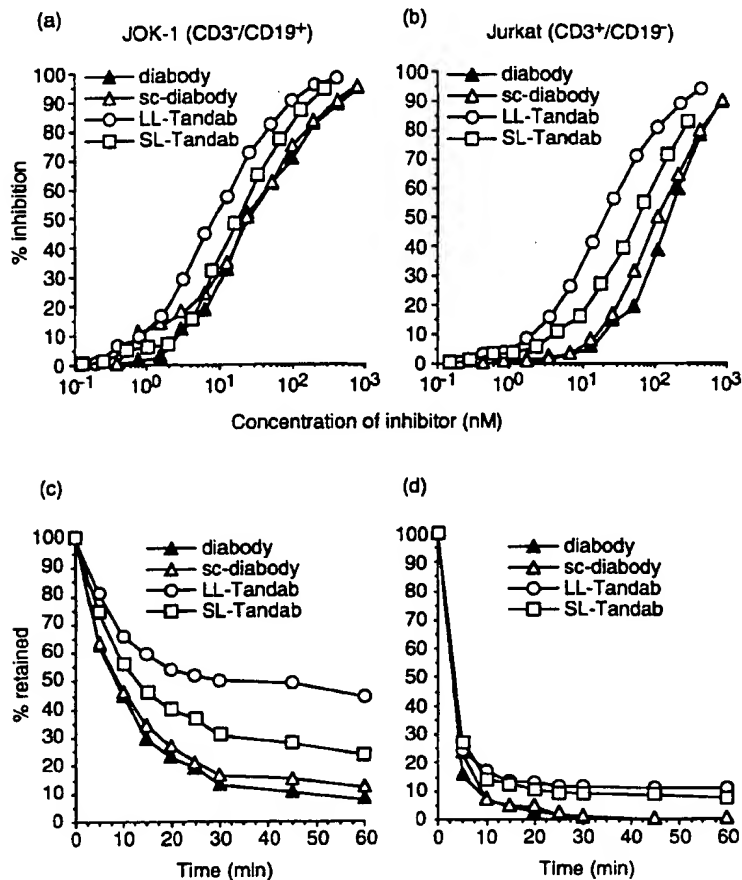 (a)
JOK-1 (CD3⁻/CD19⁺)
100
90
80
70
60
50
40
30
20
10
0
% inhibition
diabody
sc-diabody
LL-Tandab
SL-Tandab
10⁻¹ 10⁰ 10¹ 10² 10³
(b)
Jurkat (CD3⁺/CD19⁻)
100
90
80
70
60
50
40
30
20
10
0
diabody
sc-diabody
LL-Tandab
SL-Tandab
10⁻¹ 10⁰ 10¹ 10² 10³
Concentration of inhibitor (nM)
(c)
100
90
80
70
60
50
40
30
20
10
0
% retained
diabody
sc-diabody
LL-Tandab
SL-Tandab
0 10 20 30 40 50 60
Time (min)
(d)
100
90
80
70
60
50
40
30
20
10
0
diabody
sc-diabody
LL-Tandab
SL-Tandab
0 10 20 30 40 50 60
Time (min)